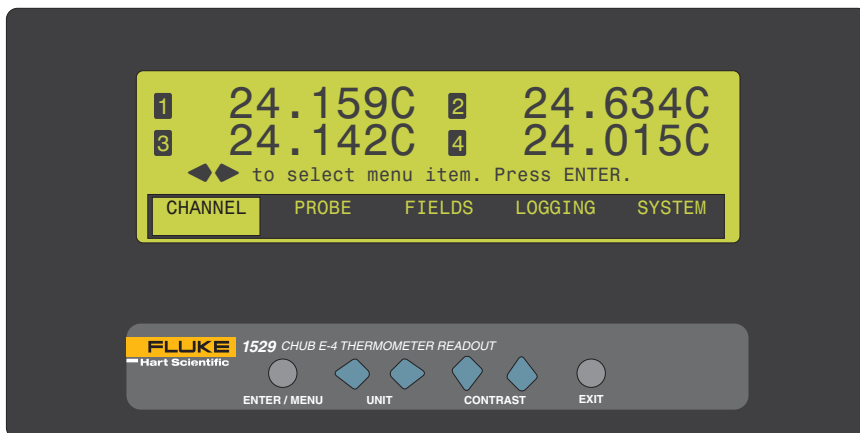 1 24.159C 2 24.634C
3 24.142C 4 24.015C
to select menu item. Press ENTER.
CHANNEL PROBE FIELDS LOGGING SYSTEM
FLUKE 1529 CHUB E-4 THERMOMETER READOUT
Hart Scientific
ENTER / MENU UNIT CONTRAST EXIT